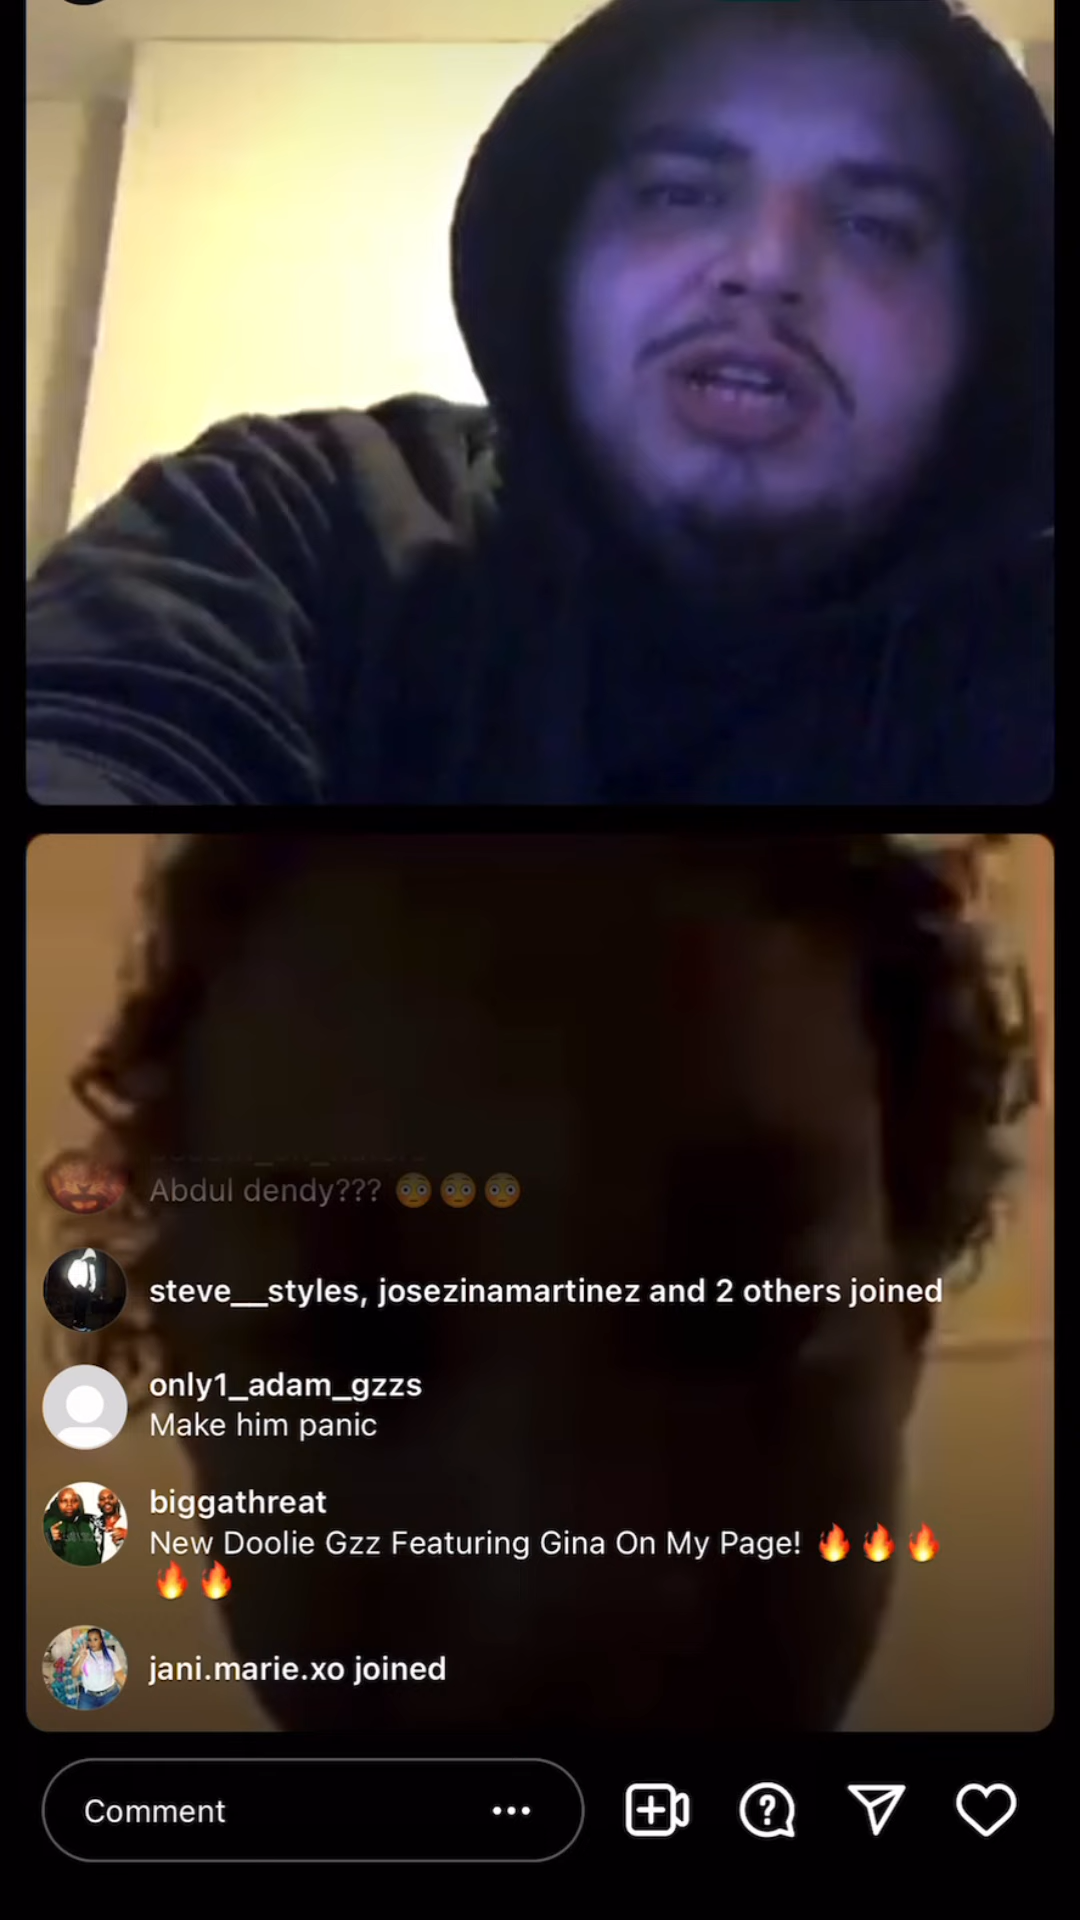 Abdul dendy??? 😳😳😳
steve__styles, josezinamartinez and 2 others joined
only1_adam_gzzs
Make him panic
biggathreat
New Doolie Gzz Featuring Gina On My Page! 🔥🔥🔥
🔥🔥
jani.marie.xo joined
Comment